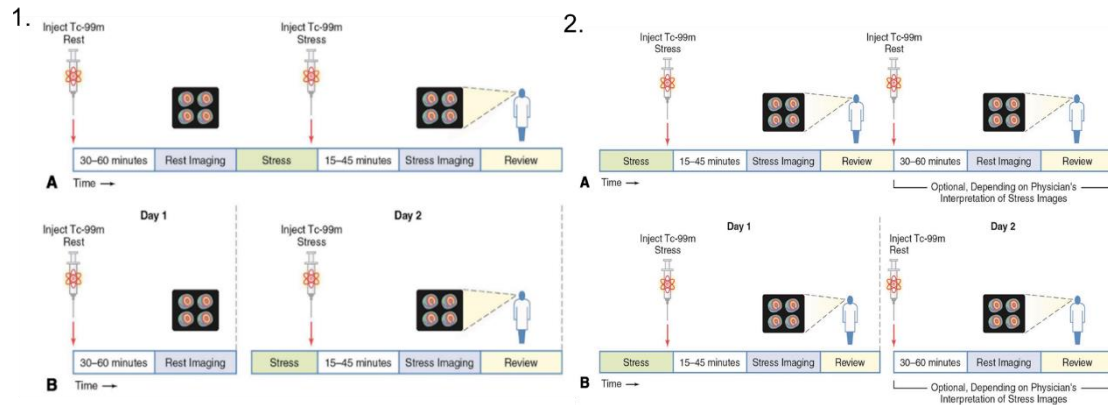 1.
Inject Tc-99m
Rest
Inject Tc-99m
Stress
30–60 minutes
Rest Imaging
Stress
15–45 minutes
Stress Imaging
Review
A
Time →
Day 1
Day 2
Inject Tc-99m
Rest
Inject Tc-99m
Stress
30–60 minutes
Rest Imaging
Stress
15–45 minutes
Stress Imaging
Review
B
Time →
2.
Inject Tc-99m
Stress
Inject Tc-99m
Rest
Stress
15–45 minutes
Stress Imaging
Review
30–60 minutes
Rest Imaging
Review
A
Time →
Optional, Depending on Physician's
Interpretation of Stress Images
Day 1
Day 2
Inject Tc-99m
Stress
Inject Tc-99m
Rest
Stress
15–45 minutes
Stress Imaging
Review
30–60 minutes
Rest Imaging
Review
B
Time →
Optional, Depending on Physician's
Interpretation of Stress Images